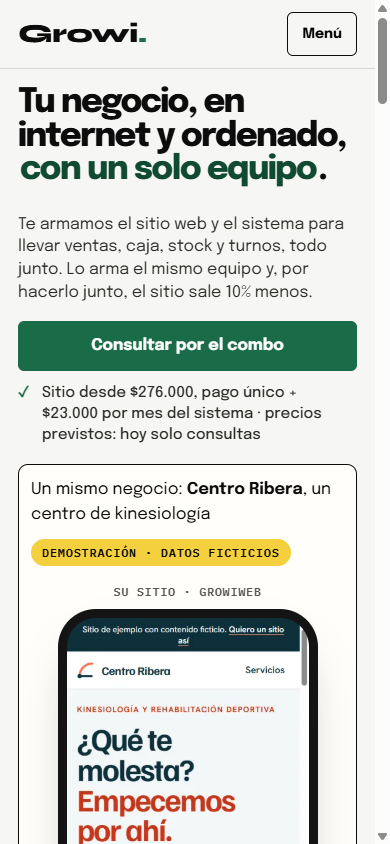 Growi.
Menú
Tu negocio, en
internet y ordenado,
con un solo equipo.
Te armamos el sitio web y el sistema para
llevar ventas, caja, stock y turnos, todo
junto. Lo arma el mismo equipo y, por
hacerlo junto, el sitio sale 10% menos.
Consultar por el combo
✓ Sitio desde $276.000, pago único +
$23.000 por mes del sistema · precios
previstos: hoy solo consultas
Un mismo negocio: Centro Ribera, un
centro de kinesiología
DEMOSTRACIÓN · DATOS FICTICIOS
SU SITIO · GROWIWEB
Sitio de ejemplo con contenido ficticio. Quiero un sitio
así
Centro Ribera
Servicios
KINESIOLOGÍA Y REHABILITACIÓN DEPORTIVA
¿Qué te
molesta?
Empecemos
por ahí.